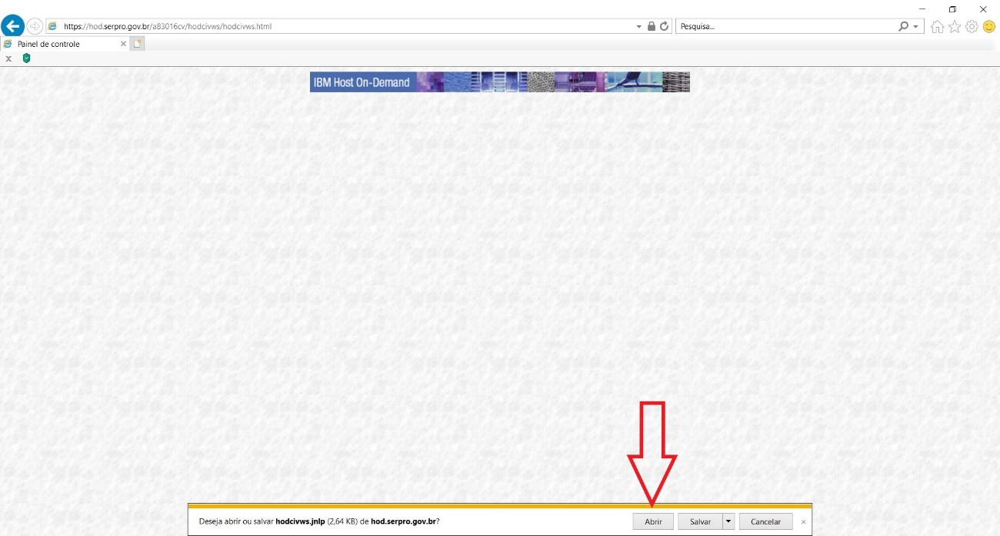 https://hod.serpro.gov.br/a83016cv/hodcivws/hodcivws.html
Pesquisa...
Painel de controle
IBM Host On-Demand
Deseja abrir ou salvar hodcivws.jnlp (2,64 KB) de hod.serpro.gov.br?
Abrir
Salvar
Cancelar